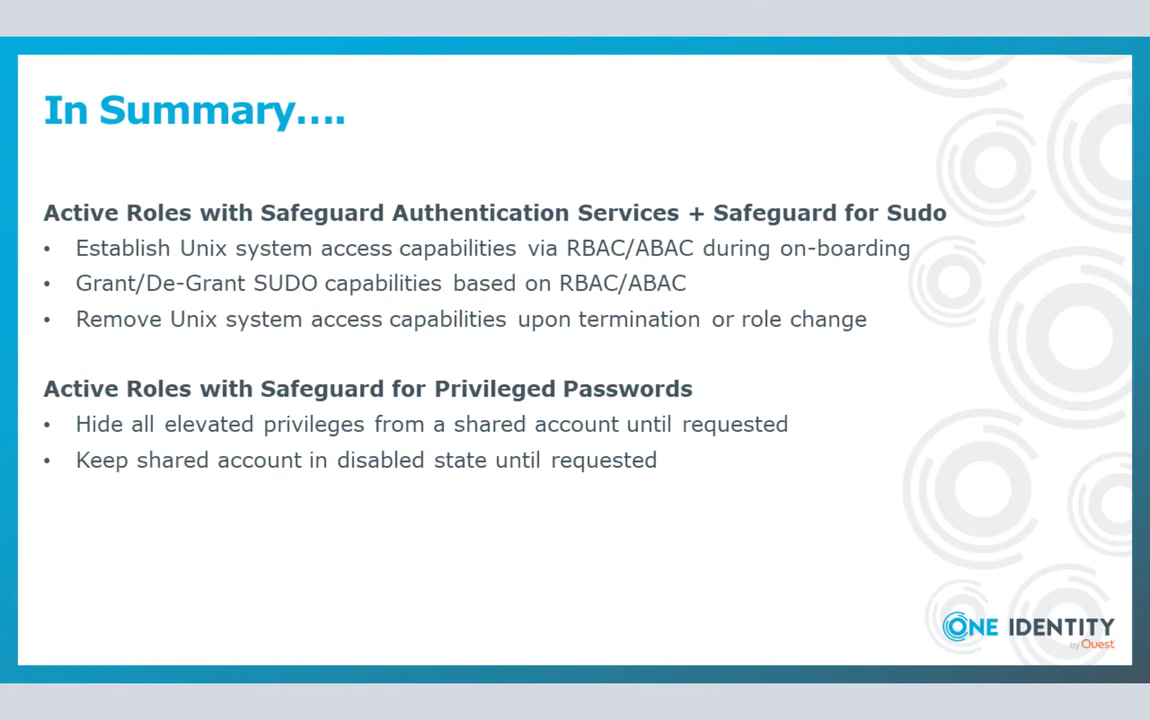 In Summary....
Active Roles with Safeguard Authentication Services + Safeguard for Sudo
• Establish Unix system access capabilities via RBAC/ABAC during on-boarding
• Grant/De-Grant SUDO capabilities based on RBAC/ABAC
• Remove Unix system access capabilities upon termination or role change
Active Roles with Safeguard for Privileged Passwords
• Hide all elevated privileges from a shared account until requested
• Keep shared account in disabled state until requested
ONE IDENTITY
by Quest